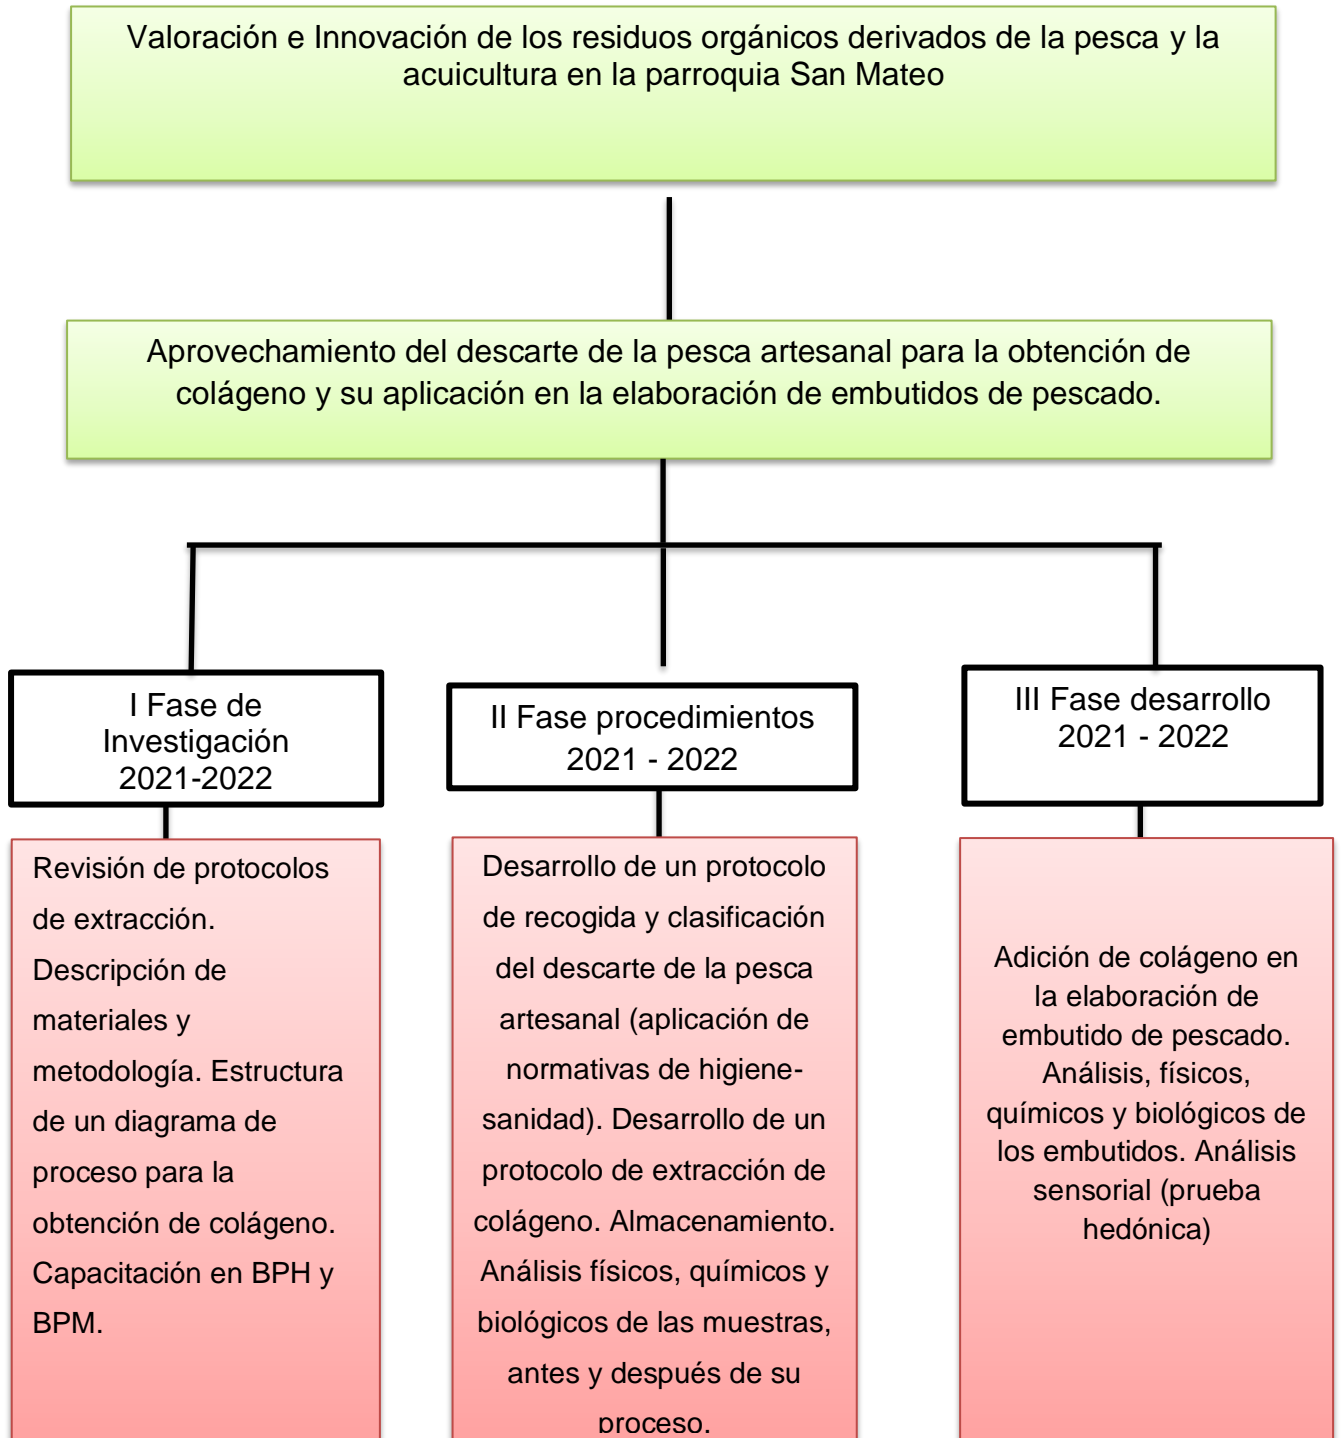 Valoración e Innovación de los residuos orgánicos derivados de la pesca y la
acuicultura en la parroquia San Mateo
Aprovechamiento del descarte de la pesca artesanal para la obtención de
colágeno y su aplicación en la elaboración de embutidos de pescado.
I Fase de
Investigación
2021-2022
II Fase procedimientos
2021 - 2022
III Fase desarrollo
2021 - 2022
Revisión de protocolos
de extracción.
Descripción de
materiales y
metodología. Estructura
de un diagrama de
proceso para la
obtención de colágeno.
Capacitación en BPH y
BPM.
Desarrollo de un protocolo
de recogida y clasificación
del descarte de la pesca
artesanal (aplicación de
normativas de higiene-
sanidad). Desarrollo de un
protocolo de extracción de
colágeno. Almacenamiento.
Análisis físicos, químicos y
biológicos de las muestras,
antes y después de su
proceso.
Adición de colágeno en
la elaboración de
embutido de pescado.
Análisis, físicos,
químicos y biológicos de
los embutidos. Análisis
sensorial (prueba
hedónica)